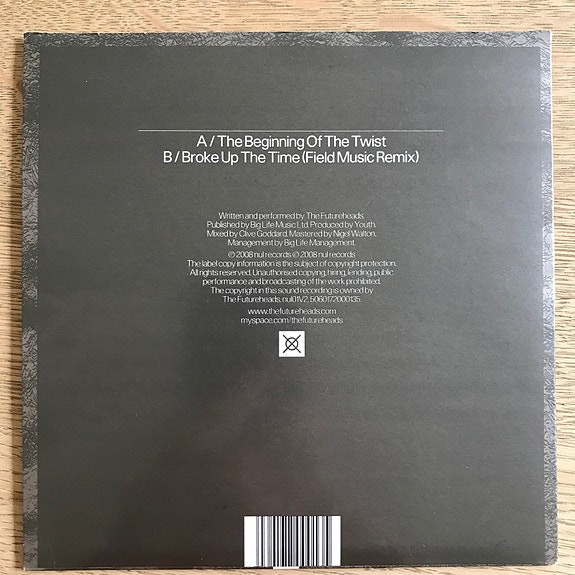 A / The Beginning Of The Twist
B / Broke Up The Time (Field Music Remix)
Written and performed by The Futureheads.
Published by Big Life Music Ltd. Produced by Youth.
Mixed by Clive Goddard. Mastered by Nigel Walton.
Management by Big Life Management.
℗ 2008 nul records © 2008 nul records
The label copy information is the subject of copyright protection.
All rights reserved. Unauthorised copying, hiring, lending, public
performance and broadcasting of the work prohibited.
The copyright in this sound recording is owned by
The Futureheads. nul01V2. 5060172000135.
www.thefutureheads.com
myspace.com/thefutureheads